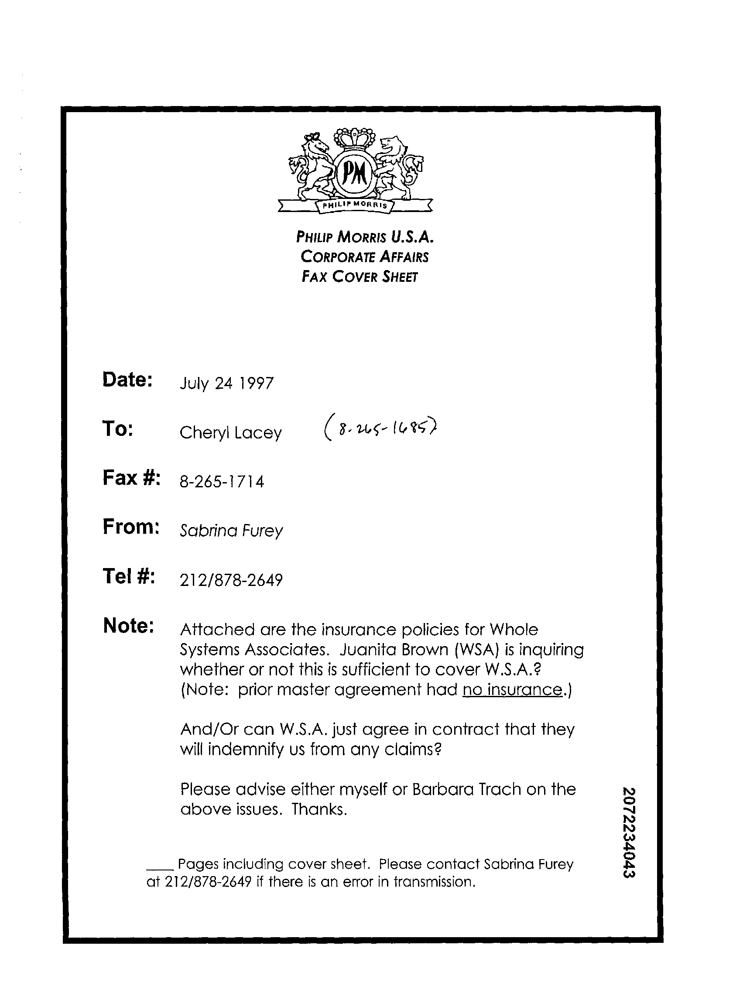 PM
PHILIP MORRIS
PHILIP MORRIS U.S.A.
CORPORATE AFFAIRS
FAX COVER SHEET
Date: July 24 1997
To: Cheryl Lacey (8-265-1685)
Fax #: 8-265-1714
From: Sabrina Furey
Tel #: 212/878-2649
Note: Attached are the insurance policies for Whole
Systems Associates. Juanita Brown (WSA) is inquiring
whether or not this is sufficient to cover W.S.A.?
(Note: prior master agreement had no insurance.)
And/Or can W.S.A. just agree in contract that they
will indemnify us from any claims?
Please advise either myself or Barbara Trach on the
above issues. Thanks.
___ Pages including cover sheet. Please contact Sabrina Furey
at 212/878-2649 if there is an error in transmission.
2072234043